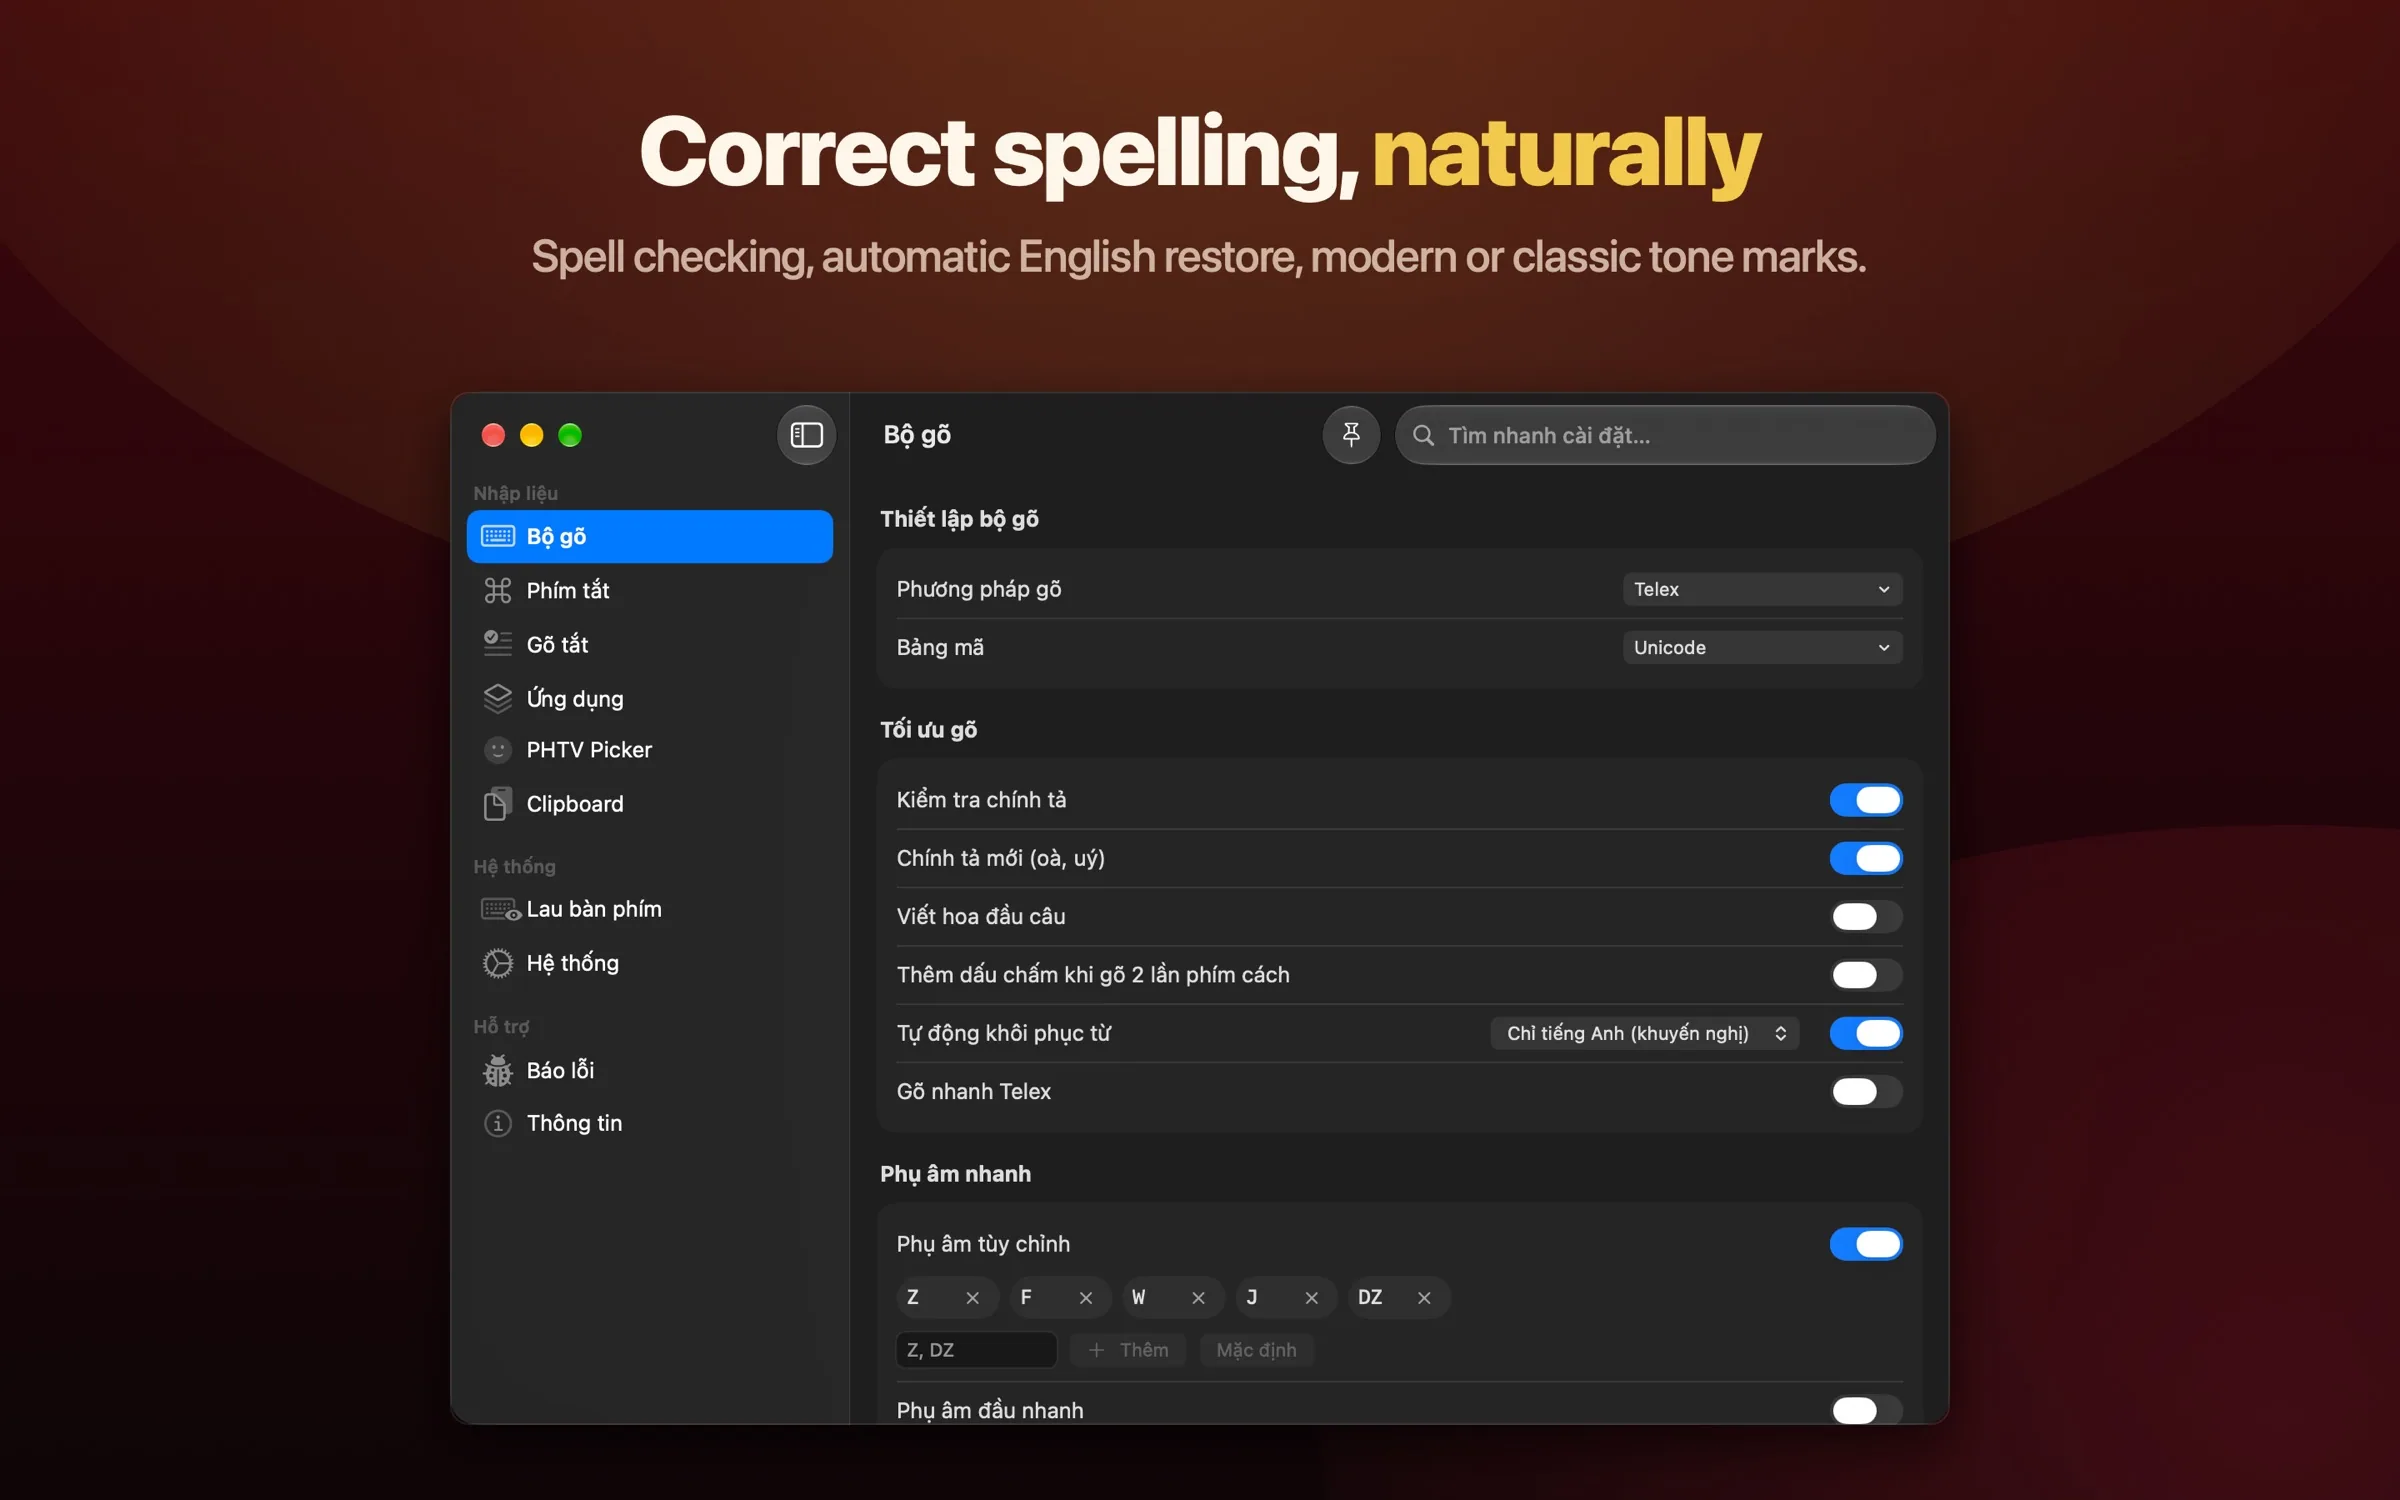 Correct spelling, naturally
Spell checking, automatic English restore, modern or classic tone marks.
Bộ gõ
Tìm nhanh cài đặt...
Nhập liệu
Bộ gõ
Phím tắt
Gõ tắt
Ứng dụng
PHTV Picker
Clipboard
Hệ thống
Lau bàn phím
Hệ thống
Hỗ trợ
Báo lỗi
Thông tin
Thiết lập bộ gõ
Phương pháp gõ Telex
Bảng mã Unicode
Tối ưu gõ
Kiểm tra chính tả
Chính tả mới (oà, uý)
Viết hoa đầu câu
Thêm dấu chấm khi gõ 2 lần phím cách
Tự động khôi phục từ Chỉ tiếng Anh (khuyến nghị)
Gõ nhanh Telex
Phụ âm nhanh
Phụ âm tùy chỉnh
Z F W J DZ
Z, DZ Thêm Mặc định
Phụ âm đầu nhanh